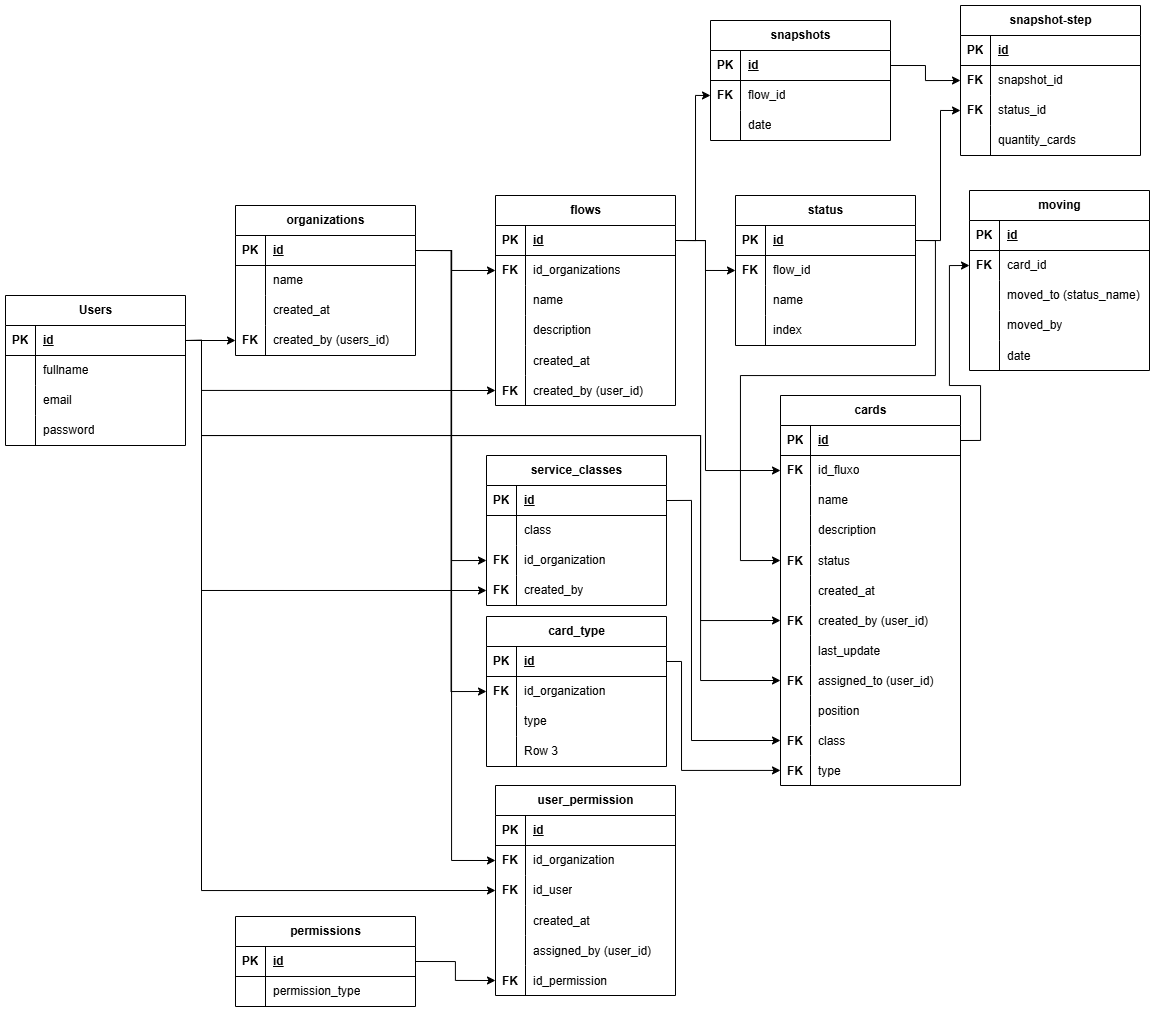 snapshots
PK id
FK flow_id
date
snapshot-step
PK id
FK snapshot_id
FK status_id
quantity_cards
organizations
PK id
name
created_at
FK created_by (users_id)
flows
PK id
FK id_organizations
name
description
created_at
FK created_by (user_id)
status
PK id
FK flow_id
name
index
moving
PK id
FK card_id
moved_to (status_name)
moved_by
date
Users
PK id
fullname
email
password
cards
PK id
FK id_fluxo
name
description
FK status
created_at
FK created_by (user_id)
last_update
FK assigned_to (user_id)
position
FK class
FK type
service_classes
PK id
class
FK id_organization
FK created_by
card_type
PK id
FK id_organization
type
Row 3
user_permission
PK id
FK id_organization
FK id_user
created_at
assigned_by (user_id)
FK id_permission
permissions
PK id
permission_type